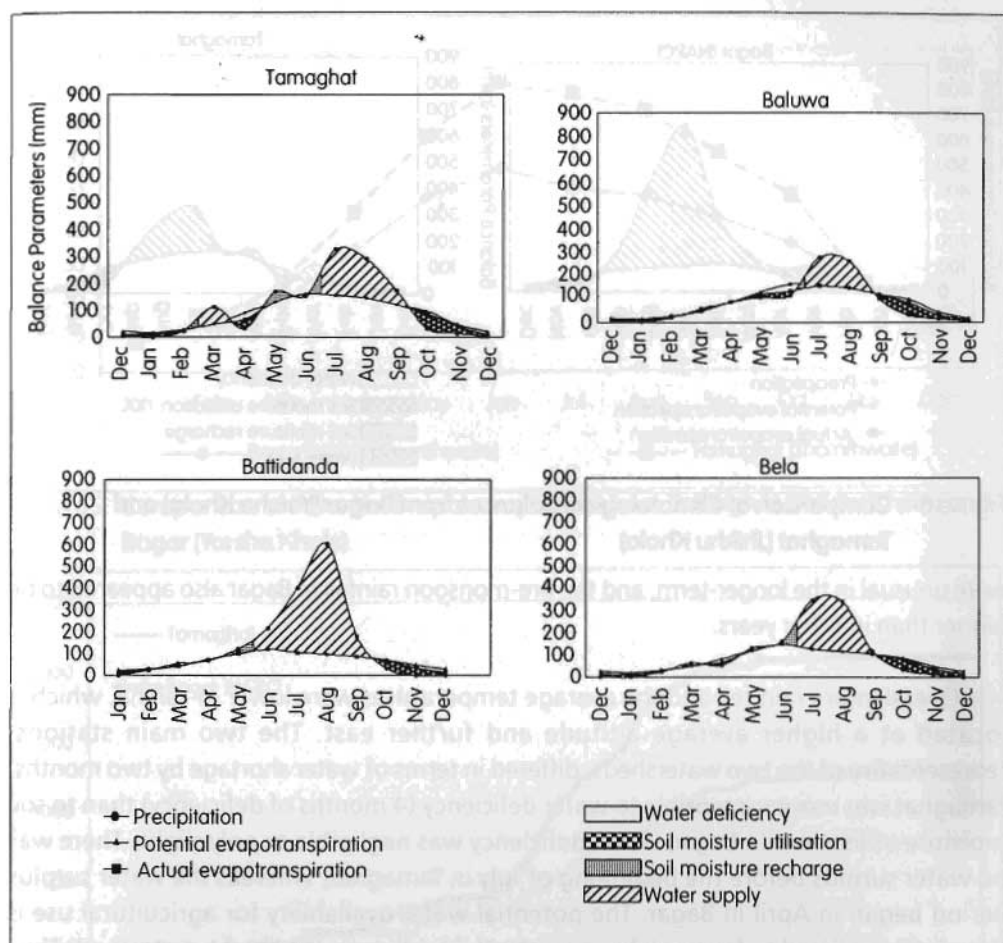 Tamaghat
Balance Parameters (mm)
900
800
700
600
500
400
300
200
100
0
Dec
Jan
Feb
Mar
Apr
May
Jun
Jul
Aug
Sep
Oct
Nov
Dec
Baluwa
900
800
700
600
500
400
300
200
100
0
Dec
Jan
Feb
Mar
Apr
May
Jun
Jul
Aug
Sep
Oct
Nov
Dec
Battidanda
900
800
700
600
500
400
300
200
100
0
Jan
Feb
Mar
Apr
May
Jun
Jul
Aug
Sep
Oct
Nov
Dec
Bela
900
800
700
600
500
400
300
200
100
0
Dec
Jan
Feb
Mar
Apr
May
Jun
Jul
Aug
Sep
Oct
Nov
Dec
Precipitation
Potential evapotranspiration
Actual evapotranspiration
Water deficiency
Soil moisture utilisation
Soil moisture recharge
Water supply